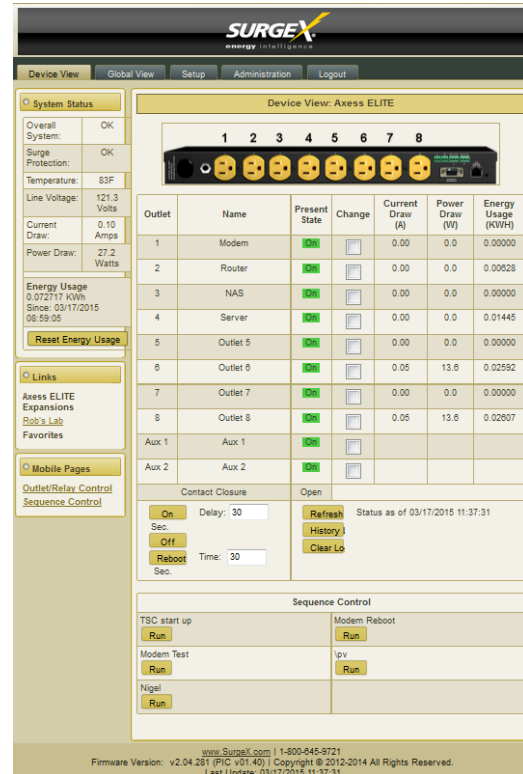 SURGEX
energy intelligence
Device View Global View Setup Administration Logout
System Status
Overall System: OK
Surge Protection: OK
Temperature: 83F
Line Voltage: 121.3 Volts
Current Draw: 0.10 Amps
Power Draw: 27.2 Watts
Energy Usage
0.072717 KWh
Since: 03/17/2015
08:59:05
Reset Energy Usage
Links
Axess ELITE
Expansions
Rob's Lab
Favorites
Mobile Pages
Outlet/Relay Control
Sequence Control
Device View: Axess ELITE
1 2 3 4 5 6 7 8
Outlet Name Present State Change Current Draw (A) Power Draw (W) Energy Usage (KWH)
1 Modem On 0.00 0.0 0.00000
2 Router On 0.00 0.0 0.00628
3 NAS On 0.00 0.0 0.00000
4 Server On 0.00 0.0 0.01445
5 Outlet 5 On 0.00 0.0 0.00000
6 Outlet 6 On 0.05 13.6 0.02592
7 Outlet 7 On 0.00 0.0 0.00000
8 Outlet 8 On 0.05 13.6 0.02607
Aux 1 Aux 1 On
Aux 2 Aux 2 On
Contact Closure Open
On Delay: 30
Sec.
Off
Reboot Time: 30
Sec.
Refresh Status as of 03/17/2015 11:37:31
History
Clear Lo
Sequence Control
TSC start up Modem Reboot
Run Run
Modem Test \pv
Run Run
Nigel
Run
www.SurgeX.com | 1-800-645-9721
Firmware Version: v2.04.281 (PIC v01.40) | Copyright © 2012-2014 All Rights Reserved.
Last Update: 03/17/2015 11:37:31